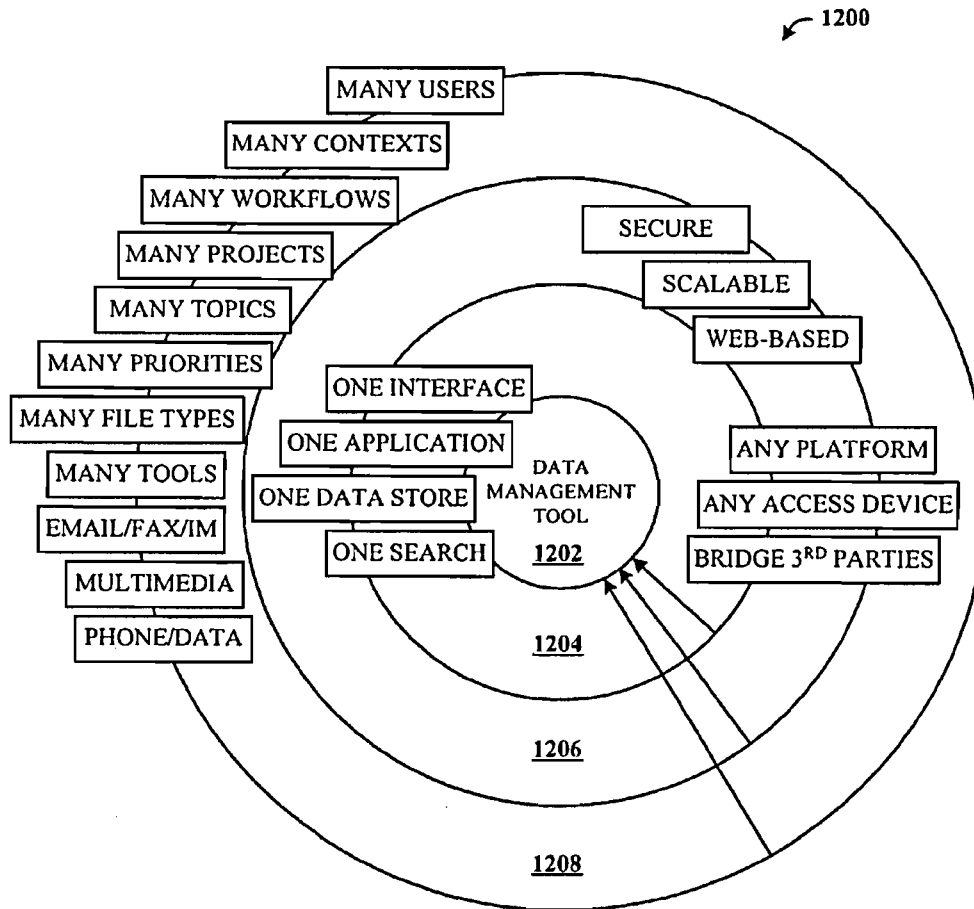 1200
MANY USERS
MANY CONTEXTS
MANY WORKFLOWS
MANY PROJECTS
MANY TOPICS
MANY PRIORITIES
MANY FILE TYPES
MANY TOOLS
EMAIL/FAX/IM
MULTIMEDIA
PHONE/DATA
SECURE
SCALABLE
WEB-BASED
ONE INTERFACE
ONE APPLICATION
ONE DATA STORE
ONE SEARCH
DATA
MANAGEMENT
TOOL
1202
ANY PLATFORM
ANY ACCESS DEVICE
BRIDGE 3RD PARTIES
1204
1206
1208